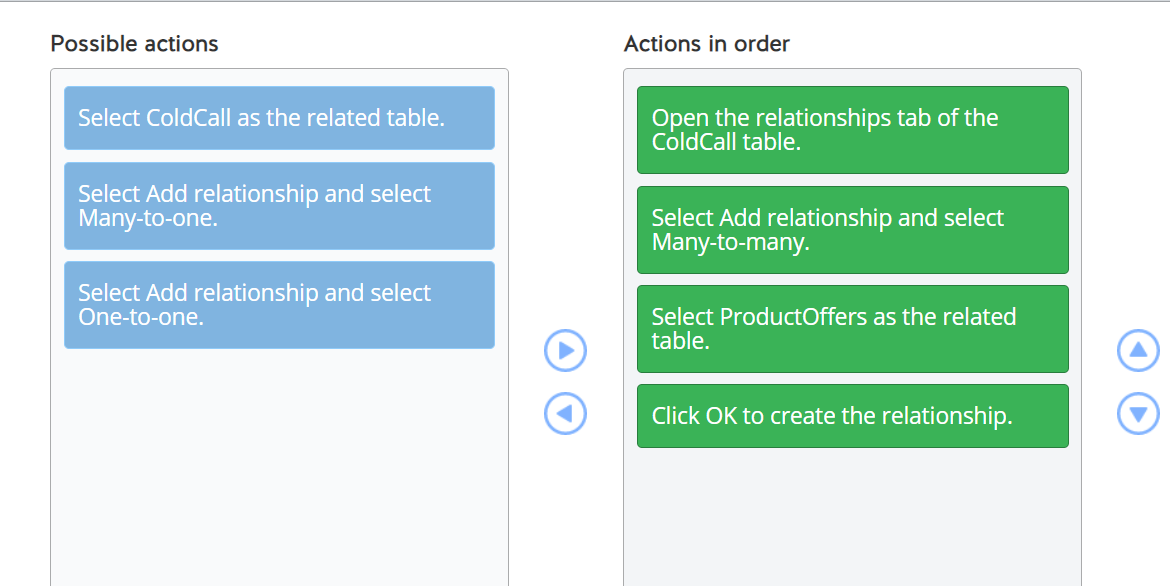 Possible actions
Select ColdCall as the related table.
Select Add relationship and select
Many-to-one.
Select Add relationship and select
One-to-one.
Actions in order
Open the relationships tab of the
ColdCall table.
Select Add relationship and select
Many-to-many.
Select ProductOffers as the related
table.
Click OK to create the relationship.